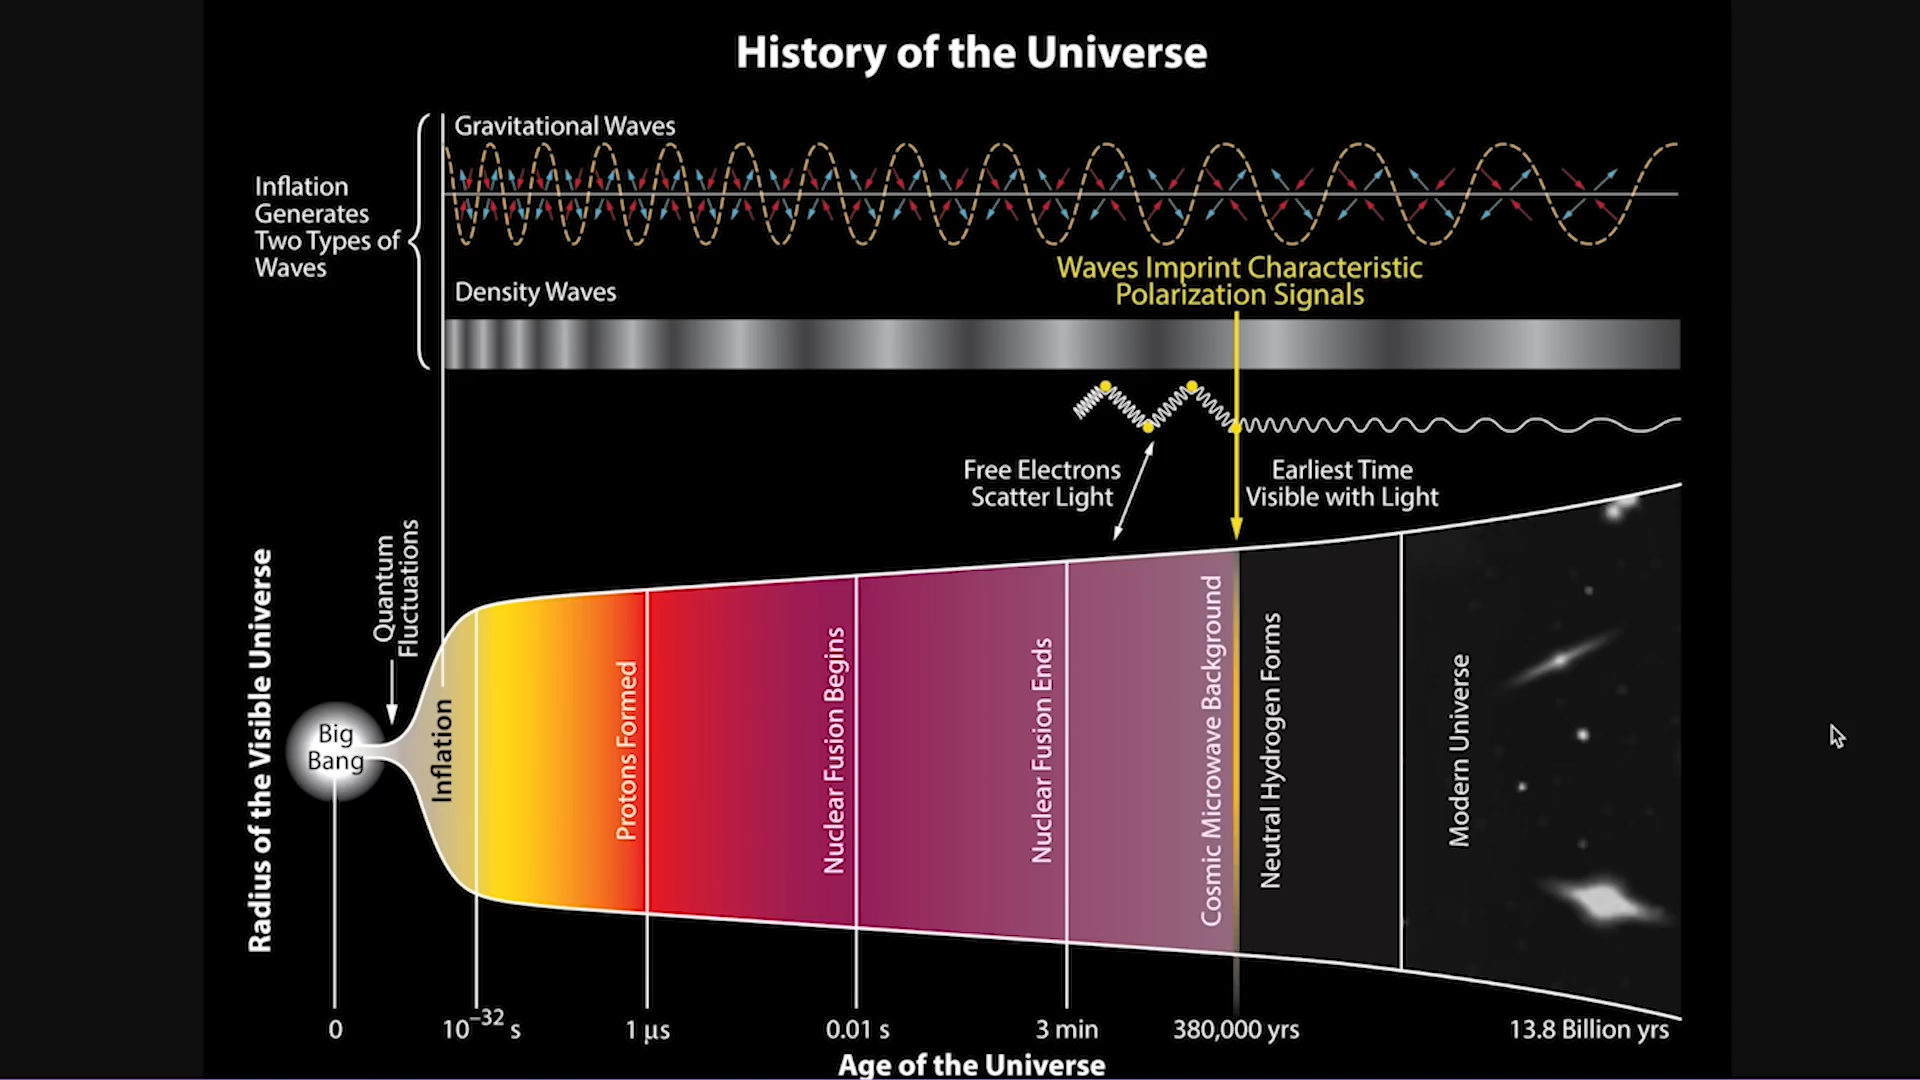 History of the Universe
Gravitational Waves
Inflation
Generates
Two Types of
Waves
Waves Imprint Characteristic
Polarization Signals
Density Waves
Free Electrons
Scatter Light
Earliest Time
Visible with Light
Radius of the Visible Universe
Quantum
Fluctuations
Big
Bang
Inflation
Protons Formed
Nuclear Fusion Begins
Nuclear Fusion Ends
Cosmic Microwave Background
Neutral Hydrogen Forms
Modern Universe
0
10⁻³² s
1 µs
0.01 s
3 min
380,000 yrs
13.8 Billion yrs
Age of the Universe